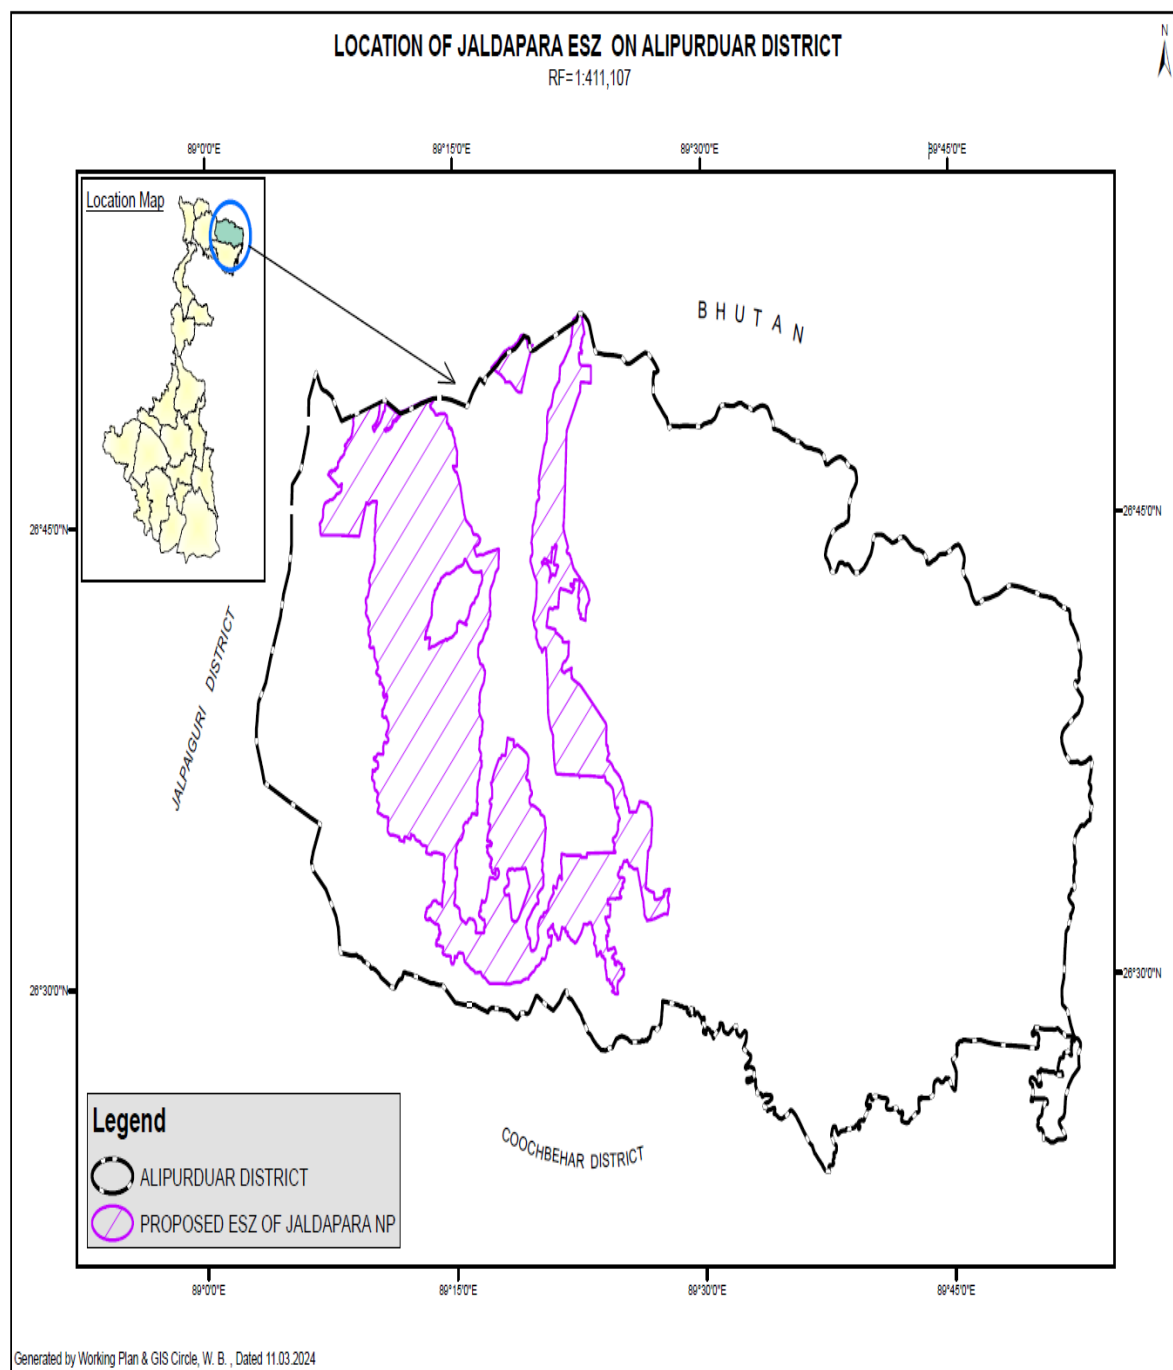 LOCATION OF JALDAPARA ESZ ON ALIPURDUAR DISTRICT
RF=1:411,107
N
89°0'0"E
89°15'0"E
89°30'0"E
89°45'0"E
Location Map
BHUTAN
26°45'0"N
26°45'0"N
JALPAIGURI DISTRICT
26°30'0"N
26°30'0"N
COOCHBEHAR DISTRICT
Legend
ALIPURDUAR DISTRICT
PROPOSED ESZ OF JALDAPARA NP
89°0'0"E
89°15'0"E
89°30'0"E
89°45'0"E
Generated by Working Plan & GIS Circle, W. B. , Dated 11.03.2024